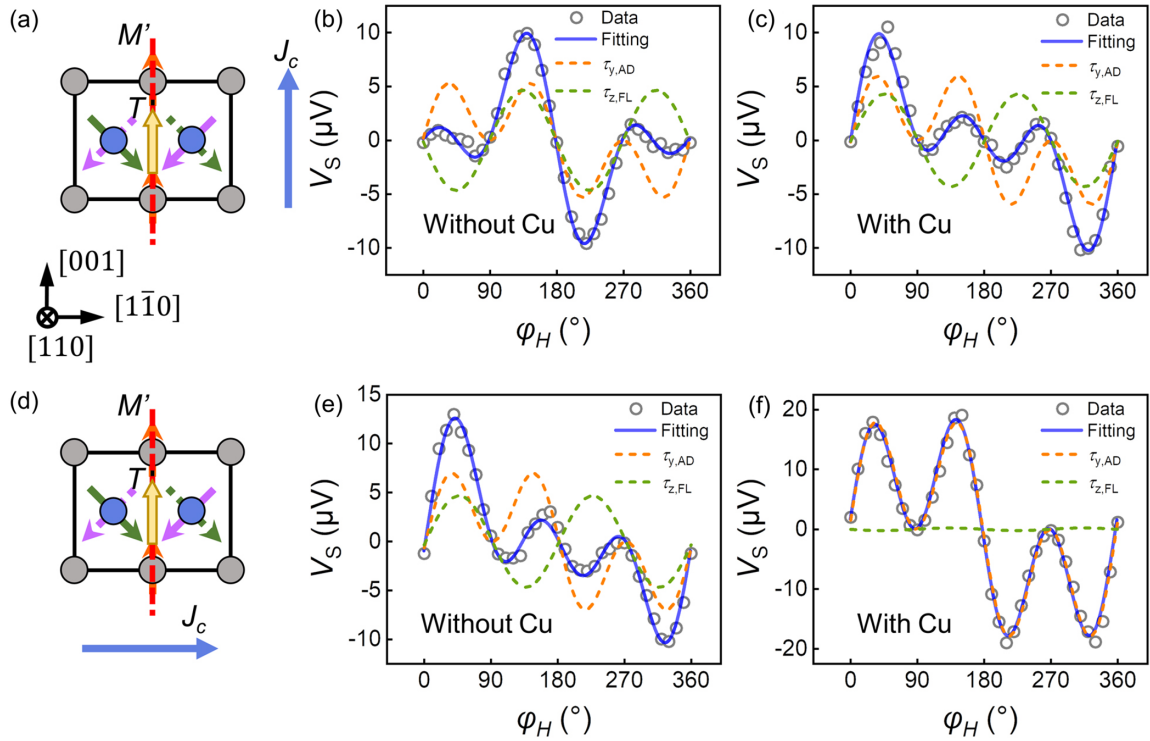 (a)
M’
T
J_c
[001]
[11̄0]
[110]
(b)
Data
Fitting
τ_y,AD
τ_z,FL
10
5
0
-5
-10
V_S (μV)
Without Cu
0 90 180 270 360
φ_H (°)
(c)
Data
Fitting
τ_y,AD
τ_z,FL
10
5
0
-5
-10
V_S (μV)
With Cu
0 90 180 270 360
φ_H (°)
(d)
M’
T
J_c
(e)
Data
Fitting
τ_y,AD
τ_z,FL
15
10
5
0
-5
-10
V_S (μV)
Without Cu
0 90 180 270 360
φ_H (°)
(f)
Data
Fitting
τ_y,AD
τ_z,FL
20
10
0
-10
-20
V_S (μV)
With Cu
0 90 180 270 360
φ_H (°)